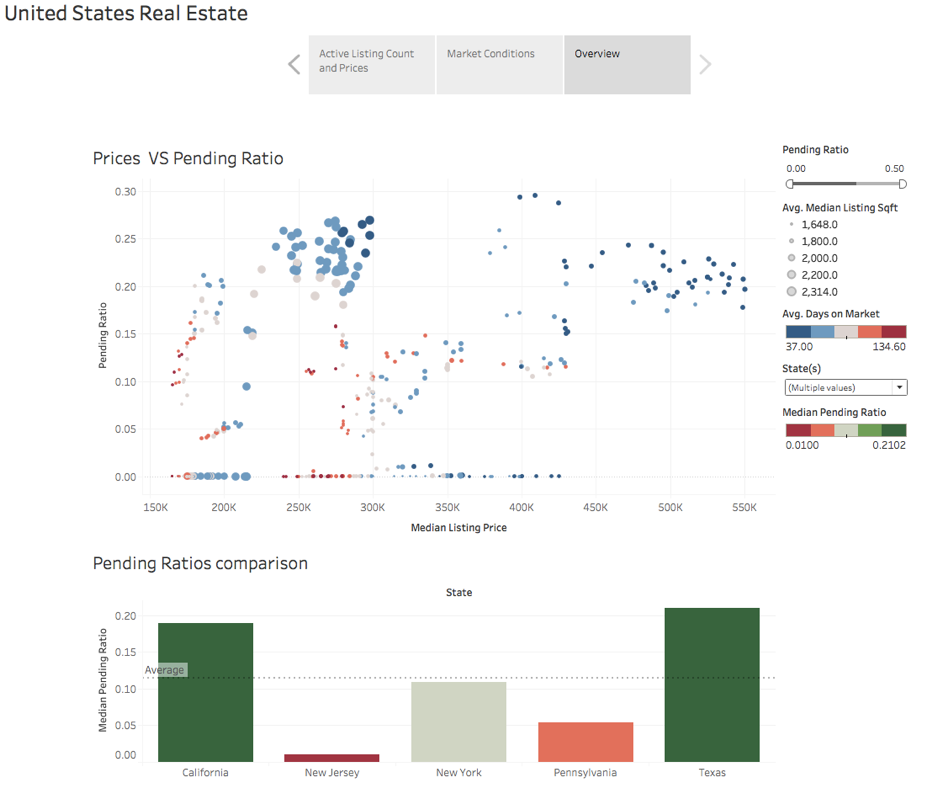 United States Real Estate
Active Listing Count
and Prices
Market Conditions
Overview
Prices VS Pending Ratio
Pending Ratio
0.30
0.25
0.20
0.15
0.10
0.05
0.00
150K 200K 250K 300K 350K 400K 450K 500K 550K
Median Listing Price
Pending Ratio
0.00 0.50
Avg. Median Listing Sqft
1,648.0
1,800.0
2,000.0
2,200.0
2,314.0
Avg. Days on Market
37.00 134.60
State(s)
(Multiple values)
Median Pending Ratio
0.0100 0.2102
Pending Ratios comparison
State
Median Pending Ratio
0.20
0.15
0.10
0.05
0.00
Average
California New Jersey New York Pennsylvania Texas